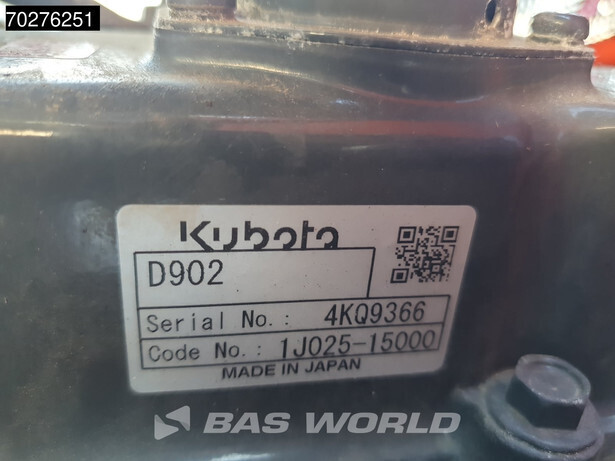 70276251
Kubota
D902
Serial No.: 4KQ9366
Code No.: 1J025-15000
MADE IN JAPAN
BAS WORLD